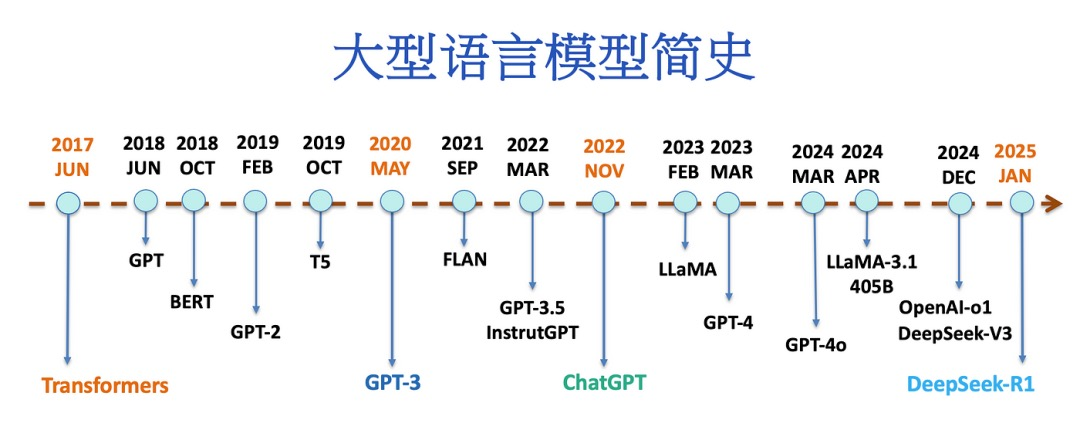 大型语言模型简史
2017 JUN
2018 JUN
2018 OCT
2019 FEB
2019 OCT
2020 MAY
2021 SEP
2022 MAR
2022 NOV
2023 FEB
2023 MAR
2024 MAR
2024 APR
2024 DEC
2025 JAN
GPT
BERT
GPT-2
T5
FLAN
GPT-3.5
InstrutGPT
LLaMA
GPT-4
GPT-4o
LLaMA-3.1
405B
OpenAI-o1
DeepSeek-V3
Transformers
GPT-3
ChatGPT
DeepSeek-R1